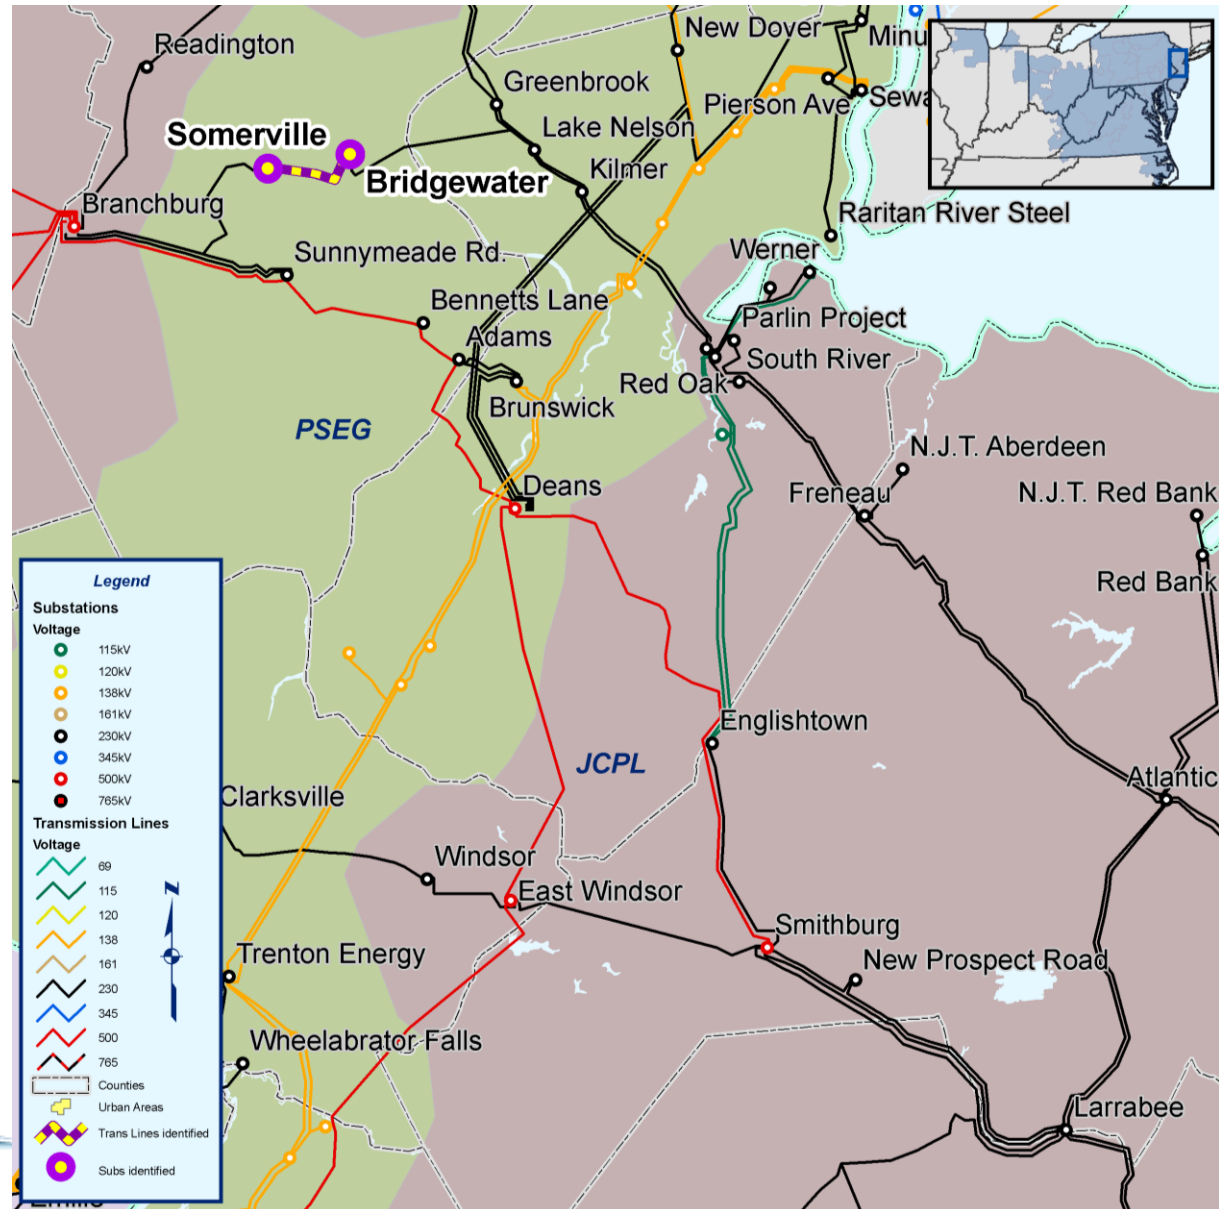 Readington
New Dover
Minu
Greenbrook
Pierson Ave
Sewa
Somerville
Lake Nelson
Bridgewater
Kilmer
Branchburg
Raritan River Steel
Sunnymeade Rd.
Werner
Bennetts Lane
Parlin Project
Adams
South River
Red Oak
Brunswick
PSEG
N.J.T. Aberdeen
Deans
Freneau
N.J.T. Red Bank
Red Bank
Englishtown
JCPL
Atlantic
Clarksville
Windsor
East Windsor
Smithburg
New Prospect Road
Trenton Energy
Wheelabrator Falls
Larrabee
Legend
Substations
Voltage
115kV
120kV
138kV
161kV
230kV
345kV
500kV
765kV
Transmission Lines
Voltage
69
115
120
138
161
230
345
500
765
Counties
Urban Areas
Trans Lines identified
Subs identified
N